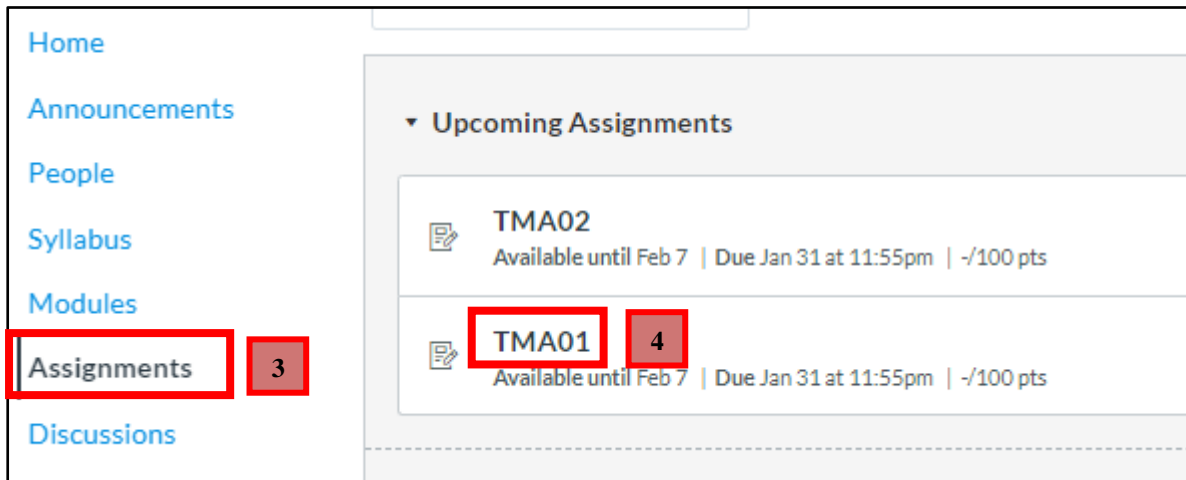 Home
Announcements
People
Syllabus
Modules
Assignments
3
Discussions
Upcoming Assignments
TMA02
Available until Feb 7 | Due Jan 31 at 11:55pm | -/100 pts
TMA01
4
Available until Feb 7 | Due Jan 31 at 11:55pm | -/100 pts